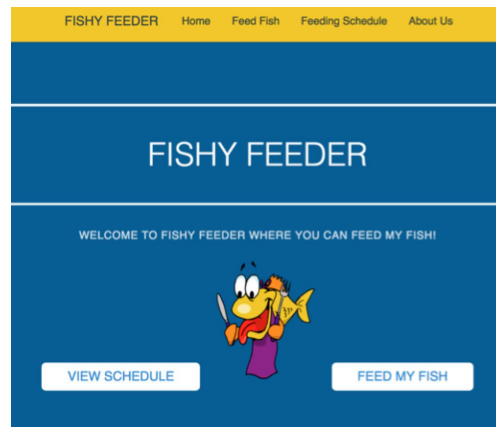 FISHY FEEDER Home Feed Fish Feeding Schedule About Us
FISHY FEEDER
WELCOME TO FISHY FEEDER WHERE YOU CAN FEED MY FISH!
VIEW SCHEDULE FEED MY FISH